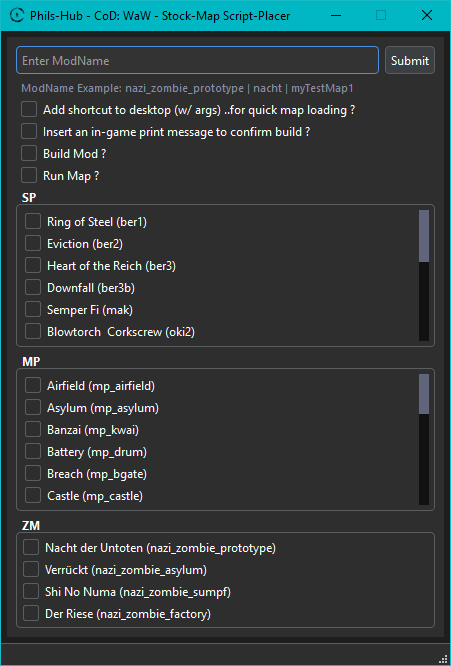 Phils-Hub - CoD: WaW - Stock-Map Script-Placer
Enter ModName
Submit
ModName Example: nazi_zombie_prototype | nacht | myTestMap1
Add shortcut to desktop (w/ args) ..for quick map loading ?
Insert an in-game print message to confirm build ?
Build Mod ?
Run Map ?
SP
Ring of Steel (ber1)
Eviction (ber2)
Heart of the Reich (ber3)
Downfall (ber3b)
Semper Fi (mak)
Blowtorch  Corkscrew (oki2)
MP
Airfield (mp_airfield)
Asylum (mp_asylum)
Banzai (mp_kwai)
Battery (mp_drum)
Breach (mp_bgate)
Castle (mp_castle)
ZM
Nacht der Untoten (nazi_zombie_prototype)
Verrückt (nazi_zombie_asylum)
Shi No Numa (nazi_zombie_sumpf)
Der Riese (nazi_zombie_factory)